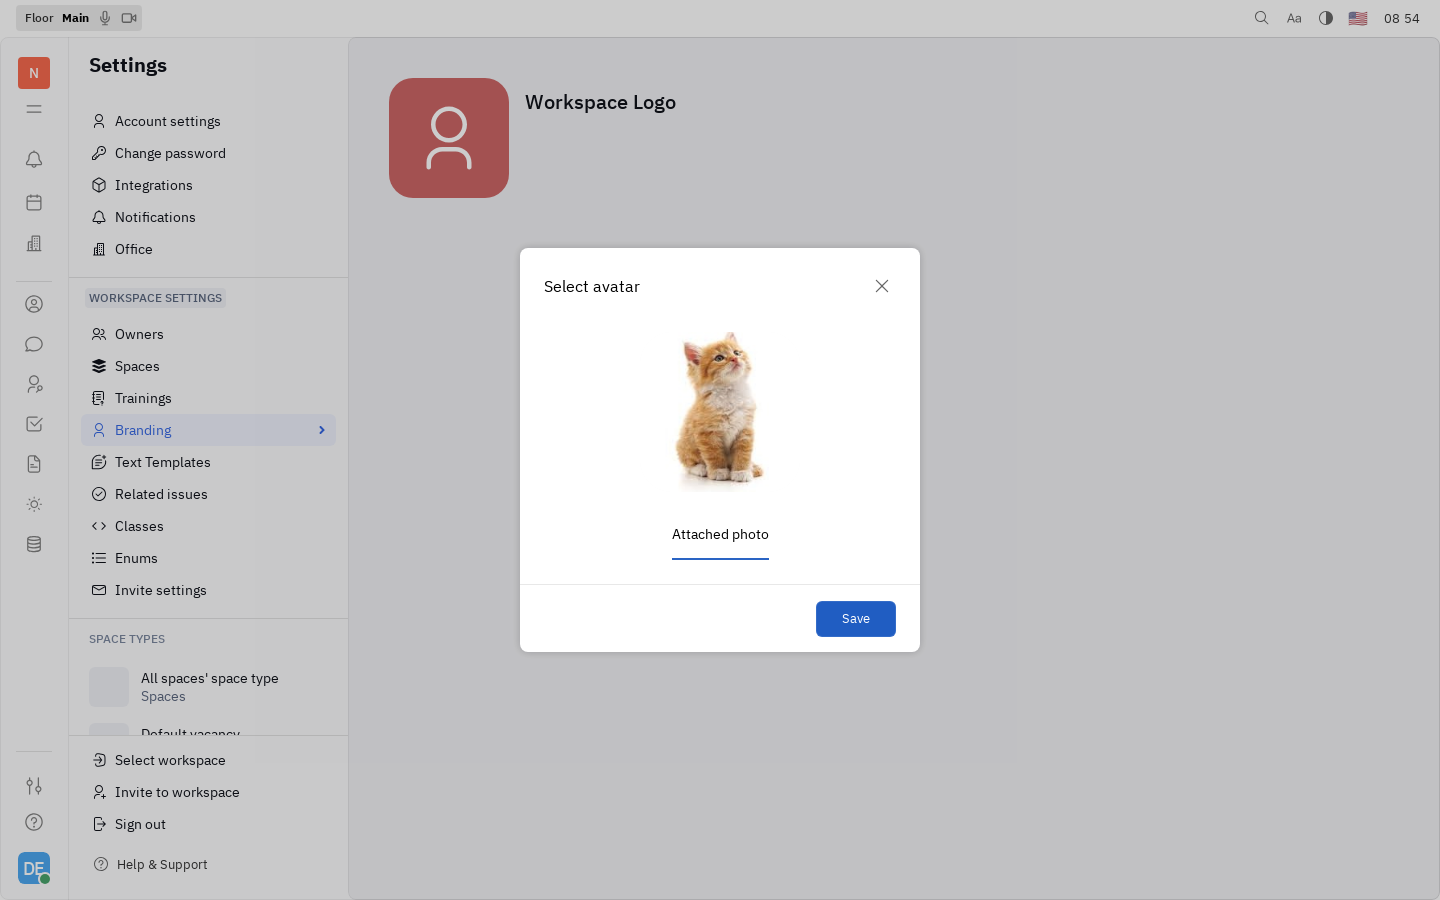 Floor Main
Aa
08 54
N
Settings
Account settings
Change password
Integrations
Notifications
Office
WORKSPACE SETTINGS
Owners
Spaces
Trainings
Branding
Text Templates
Related issues
Classes
Enums
Invite settings
SPACE TYPES
All spaces' space type
Spaces
Default vacancy
Select workspace
Invite to workspace
Sign out
Help & Support
DE
Workspace Logo
Select avatar
Attached photo
Save